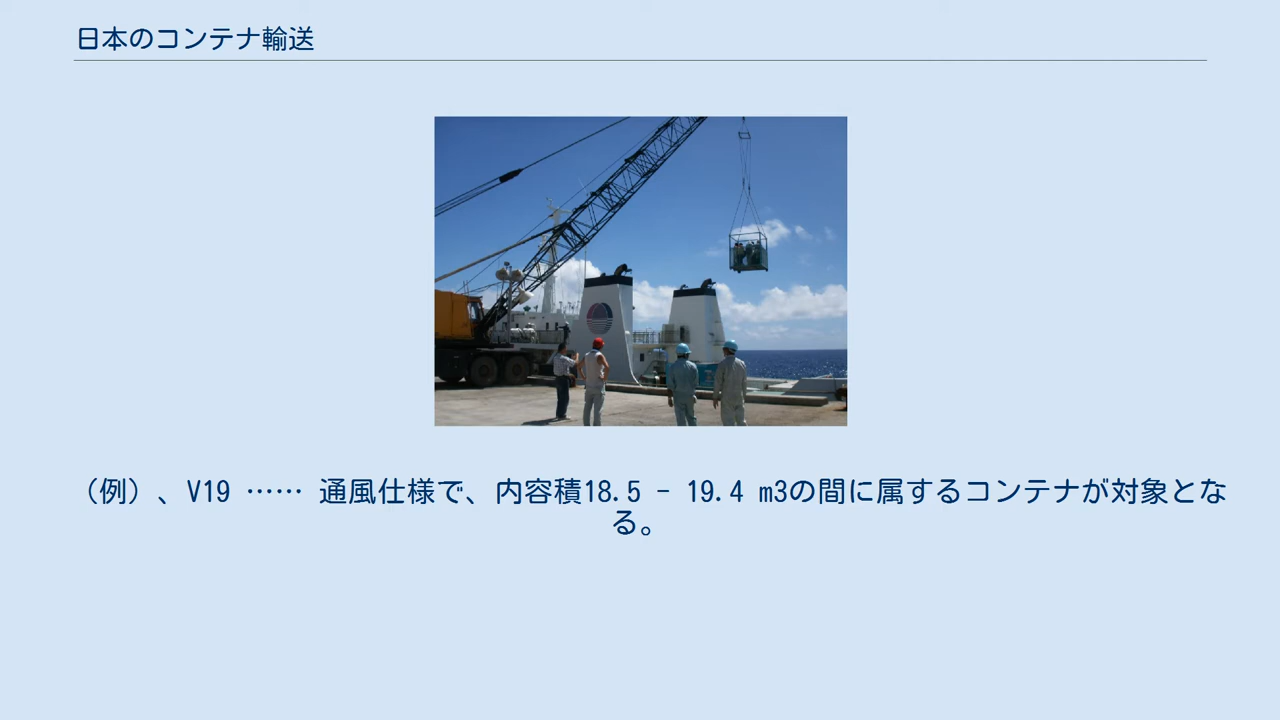 日本のコンテナ輸送
（例）、V19 …… 通風仕様で、内容積18.5 - 19.4 m3の間に属するコンテナが対象とな
る。